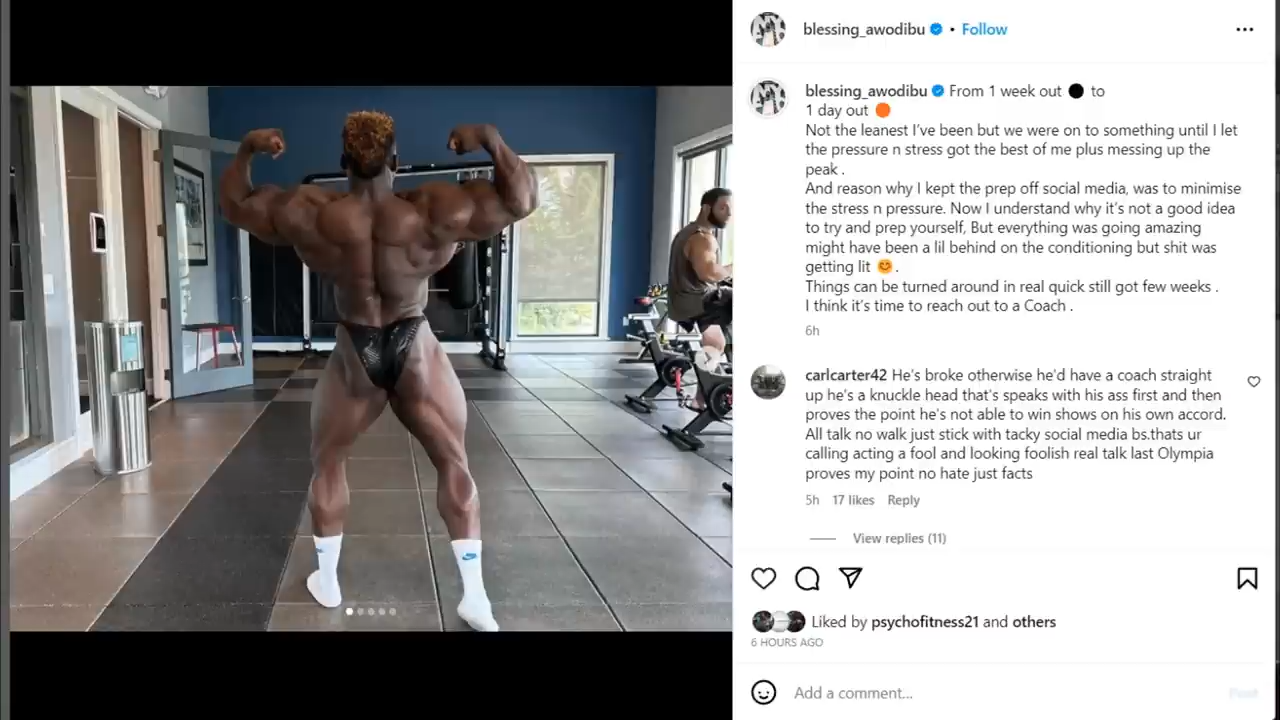 blessing_awodibu • Follow
blessing_awodibu From 1 week out ⚫ to
1 day out 🟠
Not the leanest I've been but we were on to something until I let
the pressure n stress got the best of me plus messing up the
peak .
And reason why I kept the prep off social media, was to minimise
the stress n pressure. Now I understand why it's not a good idea
to try and prep yourself, But everything was going amazing
might have been a lil behind on the conditioning but shit was
getting lit 😊 .
Things can be turned around in real quick still got few weeks .
I think it's time to reach out to a Coach .
6h
carlcarter42 He's broke otherwise he'd have a coach straight
up he's a knuckle head that's speaks with his ass first and then
proves the point he's not able to win shows on his own accord.
All talk no walk just stick with tacky social media bs.thats ur
calling acting a fool and looking foolish real talk last Olympia
proves my point no hate just facts
5h 17 likes Reply
View replies (11)
Liked by psychofitness21 and others
6 HOURS AGO
Add a comment... Post